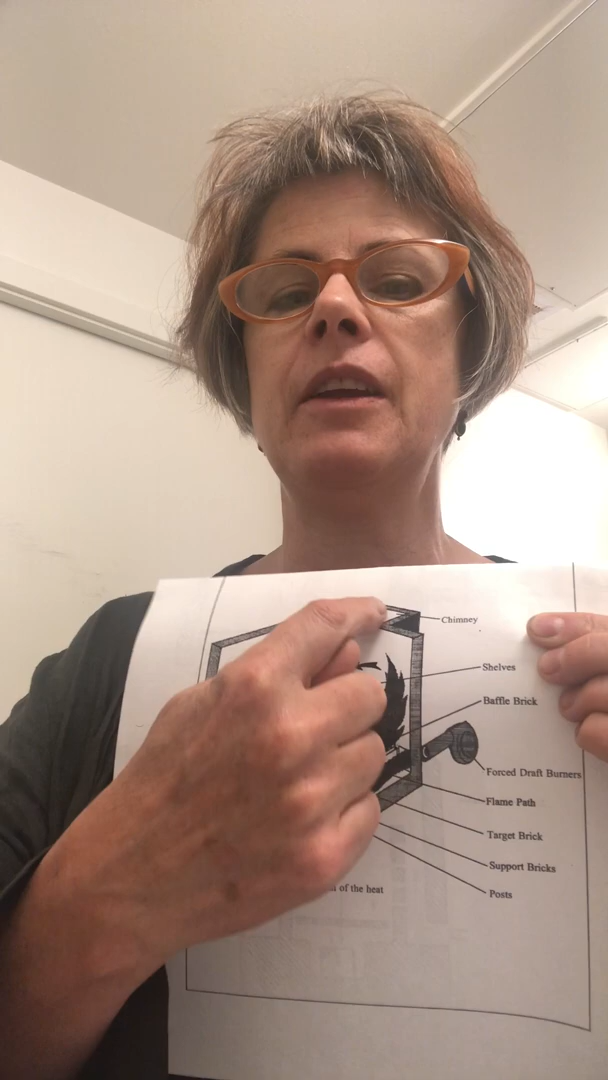 Chimney
Shelves
Baffle Brick
Forced Draft Burners
Flame Path
Target Brick
Support Bricks
Posts
of the heat